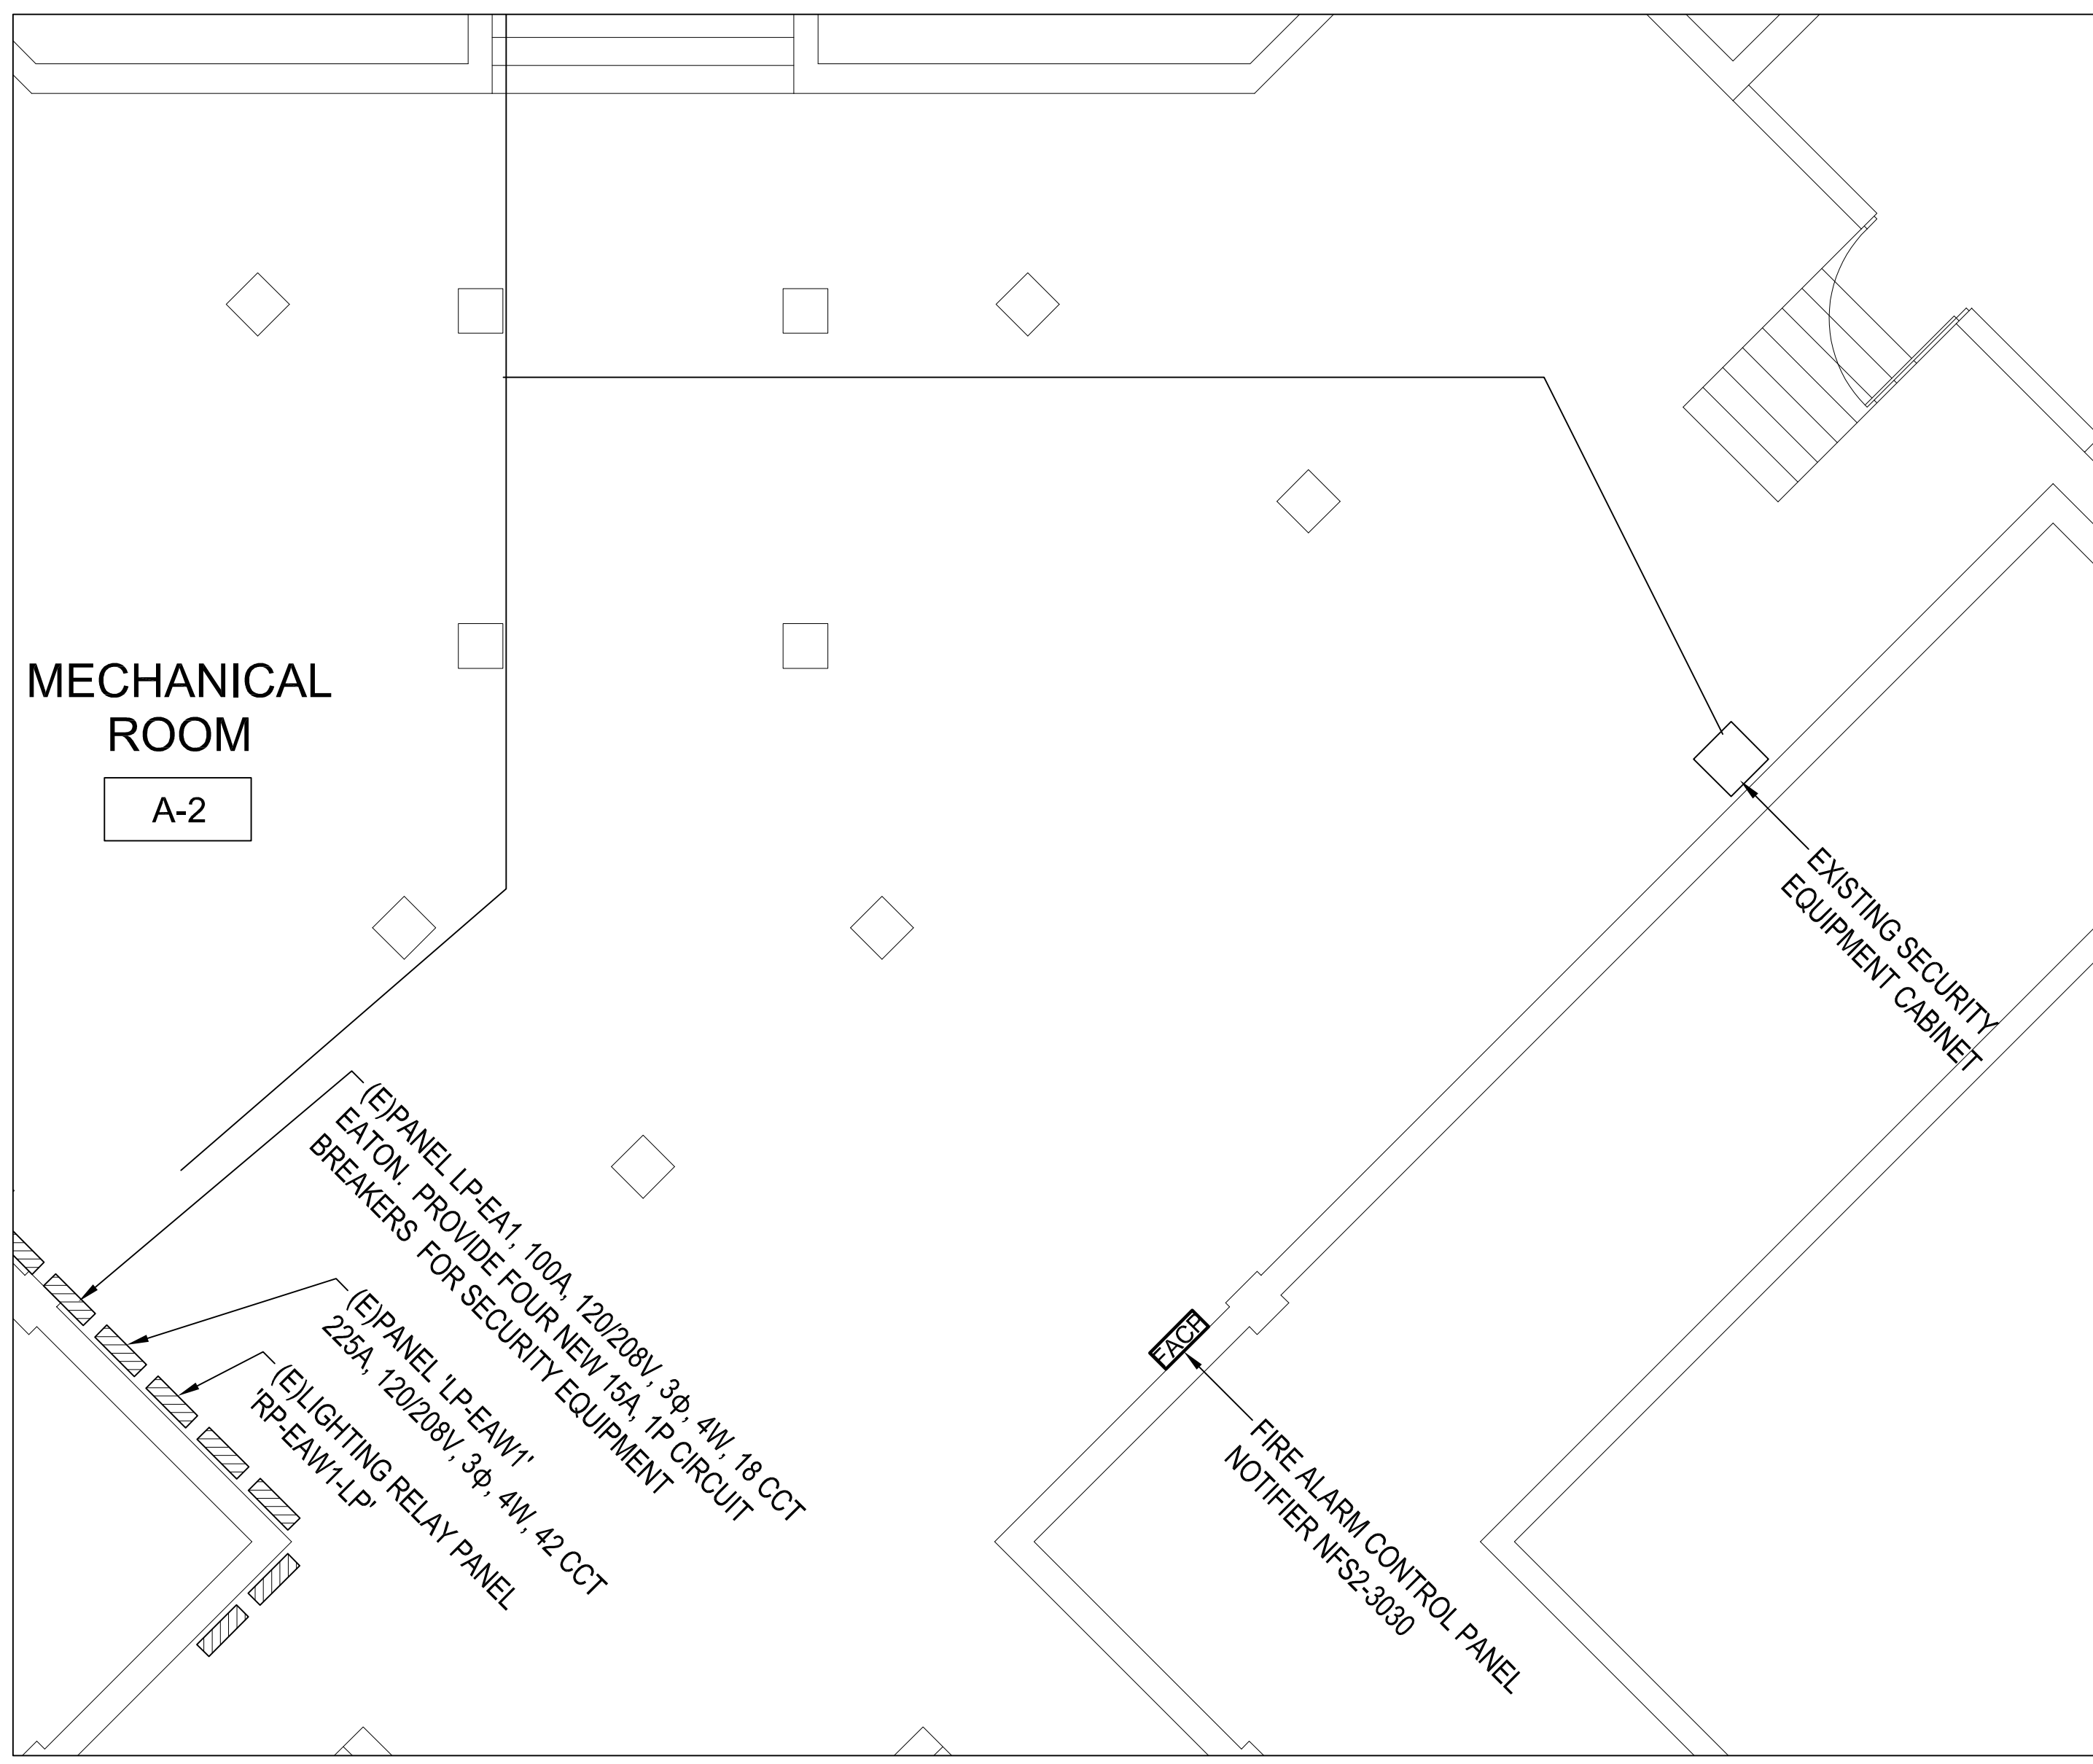 MECHANICAL
ROOM
A-2
EXISTING SECURITY
EQUIPMENT CABINET
(E)PANEL LP-EA1, 100A, 120/208V, 3ϕ, 4W, 18 CCT
EATON. PROVIDE FOUR NEW 15A, 1P CIRCUIT
BREAKERS FOR SECURITY EQUIPMENT
(E)PANEL 'LP-EAW1'
225A, 120/208V, 3ϕ, 4W, 42 CCT
(E)LIGHTING RELAY PANEL
'RP-EAW1-LP'
FACP
FIRE ALARM CONTROL PANEL
NOTIFIER NFS2-3030